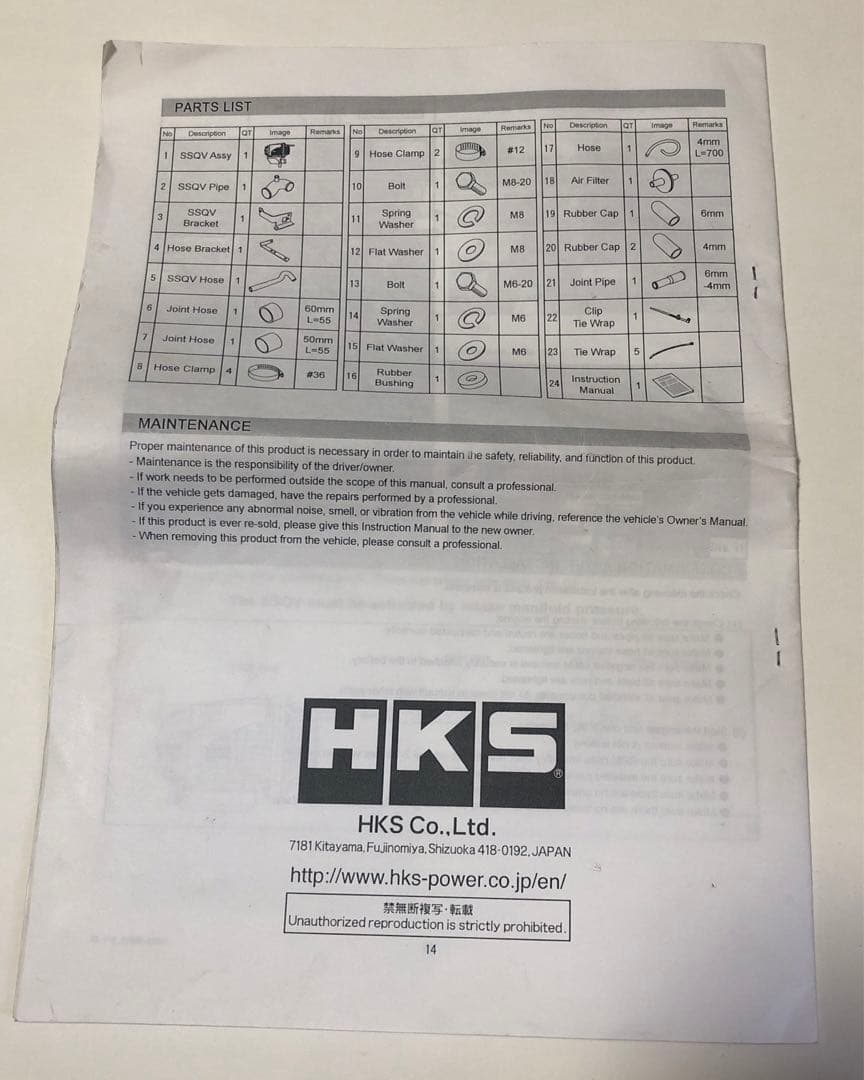 PARTS LIST
No Description QT Image Remarks No Description QT Image Remarks No Description QT Image Remarks
1 SSQV Assy 1 9 Hose Clamp 2 #12 17 Hose 1 4mm L=700
2 SSQV Pipe 1 10 Bolt 1 M8-20 18 Air Filter 1
3 SSQV Bracket 1 11 Spring Washer 1 M8 19 Rubber Cap 1 6mm
4 Hose Bracket 1 12 Flat Washer 1 M8 20 Rubber Cap 2 4mm
5 SSQV Hose 1 13 Bolt 1 M6-20 21 Joint Pipe 1 6mm -4mm
6 Joint Hose 1 60mm L=55 14 Spring Washer 1 M6 22 Clip Tie Wrap 1
7 Joint Hose 1 50mm L=55 15 Flat Washer 1 M6 23 Tie Wrap 5
8 Hose Clamp 4 #36 16 Rubber Bushing 1 24 Instruction Manual 1
MAINTENANCE
Proper maintenance of this product is necessary in order to maintain the safety, reliability, and function of this product.
- Maintenance is the responsibility of the driver/owner.
- If work needs to be performed outside the scope of this manual, consult a professional.
- If the vehicle gets damaged, have the repairs performed by a professional.
- If you experience any abnormal noise, smell, or vibration from the vehicle while driving, reference the vehicle's Owner's Manual.
- If this product is ever re-sold, please give this Instruction Manual to the new owner.
- When removing this product from the vehicle, please consult a professional.
HKS®
HKS Co.,Ltd.
7181 Kitayama, Fujinomiya, Shizuoka 418-0192, JAPAN
http://www.hks-power.co.jp/en/
禁無断複写・転載
Unauthorized reproduction is strictly prohibited.
14